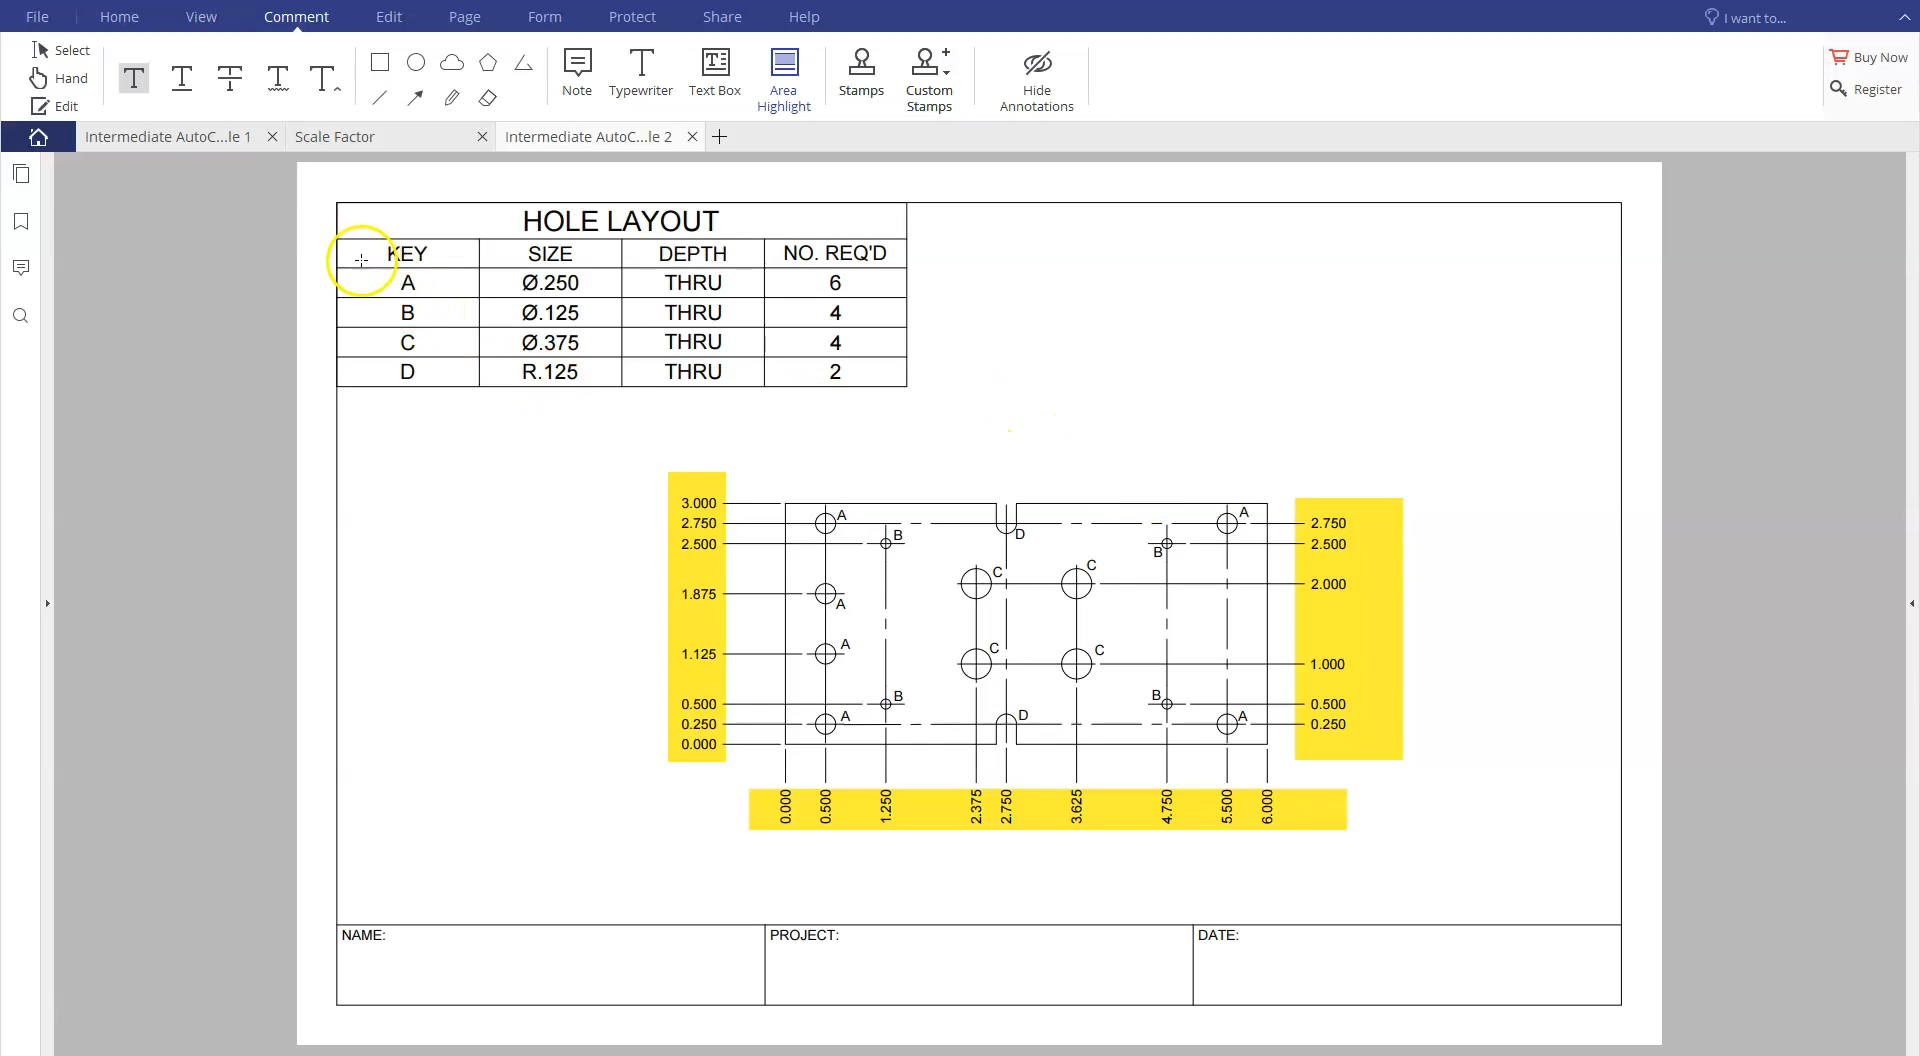 File Home View Comment Edit Page Form Protect Share Help I want to...
Select
Hand
Edit
Note Typewriter Text Box Area Highlight Stamps Custom Stamps Hide Annotations
Buy Now
Register
Intermediate AutoC...le 1 Scale Factor Intermediate AutoC...le 2
HOLE LAYOUT
KEY SIZE DEPTH NO. REQ'D
A Ø.250 THRU 6
B Ø.125 THRU 4
C Ø.375 THRU 4
D R.125 THRU 2
3.000
2.750 A D A 2.750
2.500 B B 2.500
C C 2.000
1.875 A
1.125 A C C 1.000
0.500 B B 0.500
0.250 A D A 0.250
0.000
0.000 0.500 1.250 2.375 2.750 3.625 4.750 5.500 6.000
NAME: PROJECT: DATE: